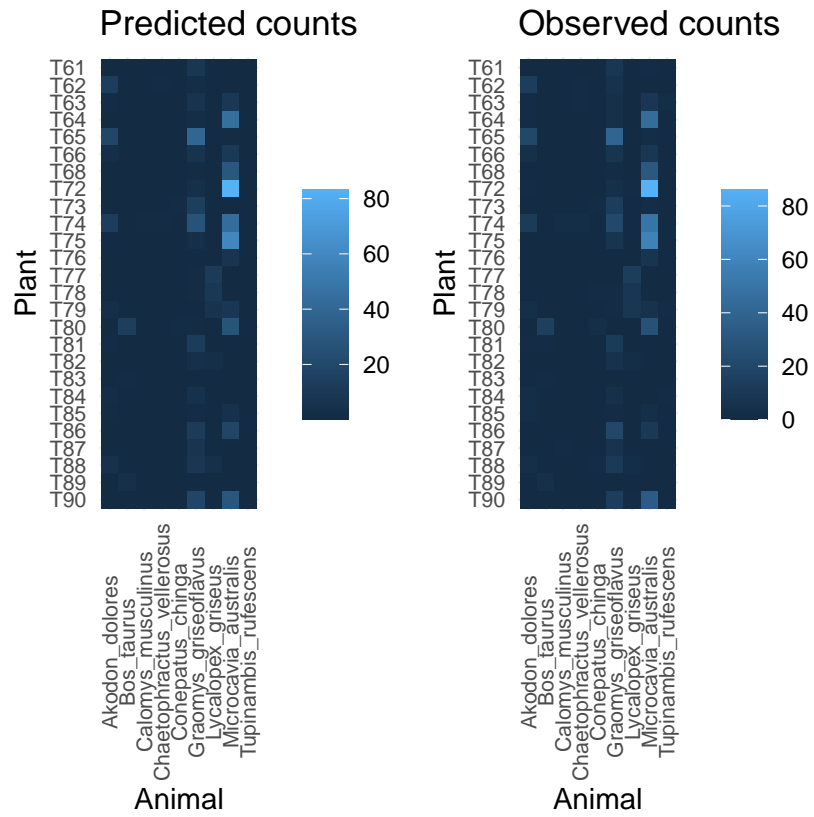 Predicted counts
T61
T62
T63
T64
T65
T66
T68
T72
T73
T74
T75
T76
T77
T78
T79
T80
T81
T82
T83
T84
T85
T86
T87
T88
T89
T90
Plant
Akodon_dolores
Bos_taurus
Calomys_musculinus
Chaetophractus_vellerosus
Conepatus_chinga
Graomys_griseoflavus
Lycalopex_griseus
Microcavia_australis
Tupinambis_rufescens
Animal
80
60
40
20
Observed counts
T61
T62
T63
T64
T65
T66
T68
T72
T73
T74
T75
T76
T77
T78
T79
T80
T81
T82
T83
T84
T85
T86
T87
T88
T89
T90
Plant
Akodon_dolores
Bos_taurus
Calomys_musculinus
Chaetophractus_vellerosus
Conepatus_chinga
Graomys_griseoflavus
Lycalopex_griseus
Microcavia_australis
Tupinambis_rufescens
Animal
80
60
40
20
0